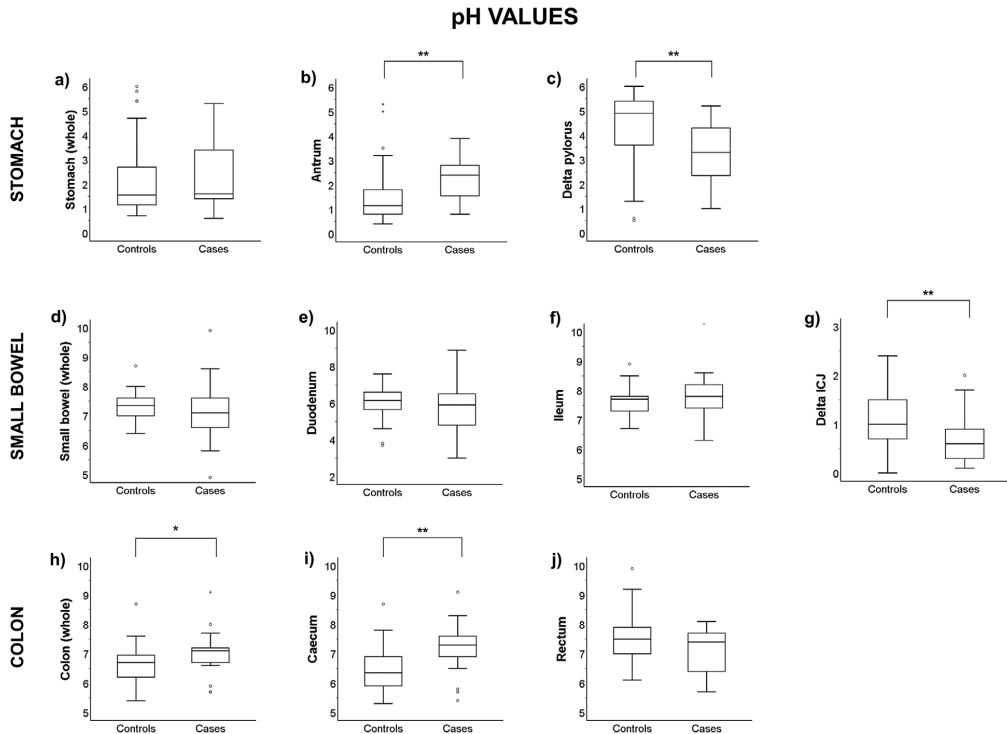 pH VALUES
STOMACH
a)
Stomach (whole)
6
5
4
3
2
1
0
Controls Cases
b)
**
Antrum
6
5
4
3
2
1
0
Controls Cases
c)
**
Delta pylorus
6
5
4
3
2
1
0
Controls Cases
SMALL BOWEL
d)
Small bowel (whole)
10
9
8
7
6
5
Controls Cases
e)
Duodenum
10
8
6
4
2
Controls Cases
f)
Ileum
10
9
8
7
6
5
Controls Cases
g)
**
Delta ICJ
3
2
1
0
Controls Cases
COLON
h)
*
Colon (whole)
10
9
8
7
6
5
Controls Cases
i)
**
Caecum
10
9
8
7
6
5
Controls Cases
j)
Rectum
10
9
8
7
6
5
Controls Cases